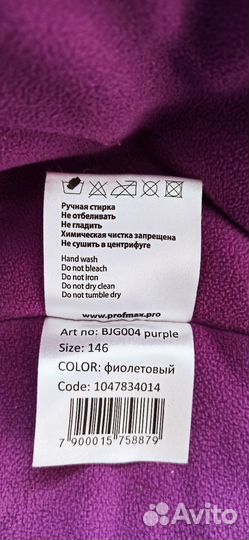 Ручная стирка
Не отбеливать
Не гладить
Химическая чистка запрещена
Не сушить в центрифуге
Hand wash
Do not bleach
Do not Iron
Do not dry clean
Do not tumble dry
www.profmax.pro
Art no: BJG004 purple
Size: 146
COLOR: фиолетовый
Code: 1047834014
7 900015 758879
Avito